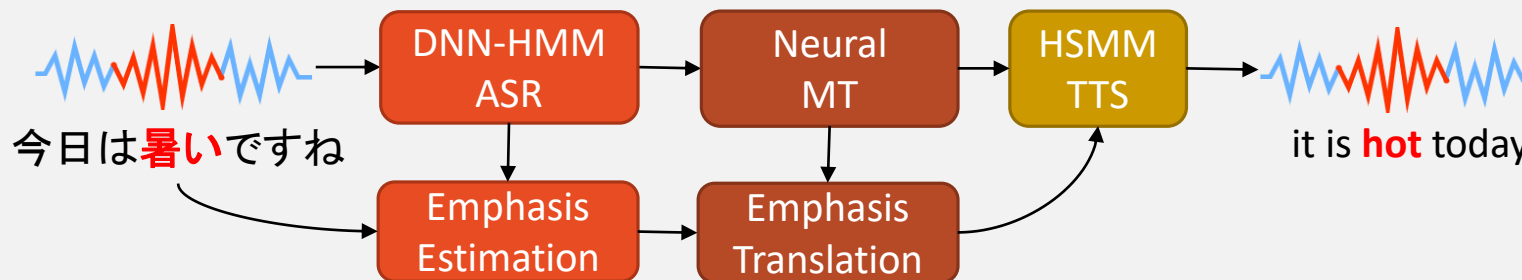 DNN-HMM
ASR
Neural
MT
HSMM
TTS
今日は暑いですね
it is hot today
Emphasis
Estimation
Emphasis
Translation